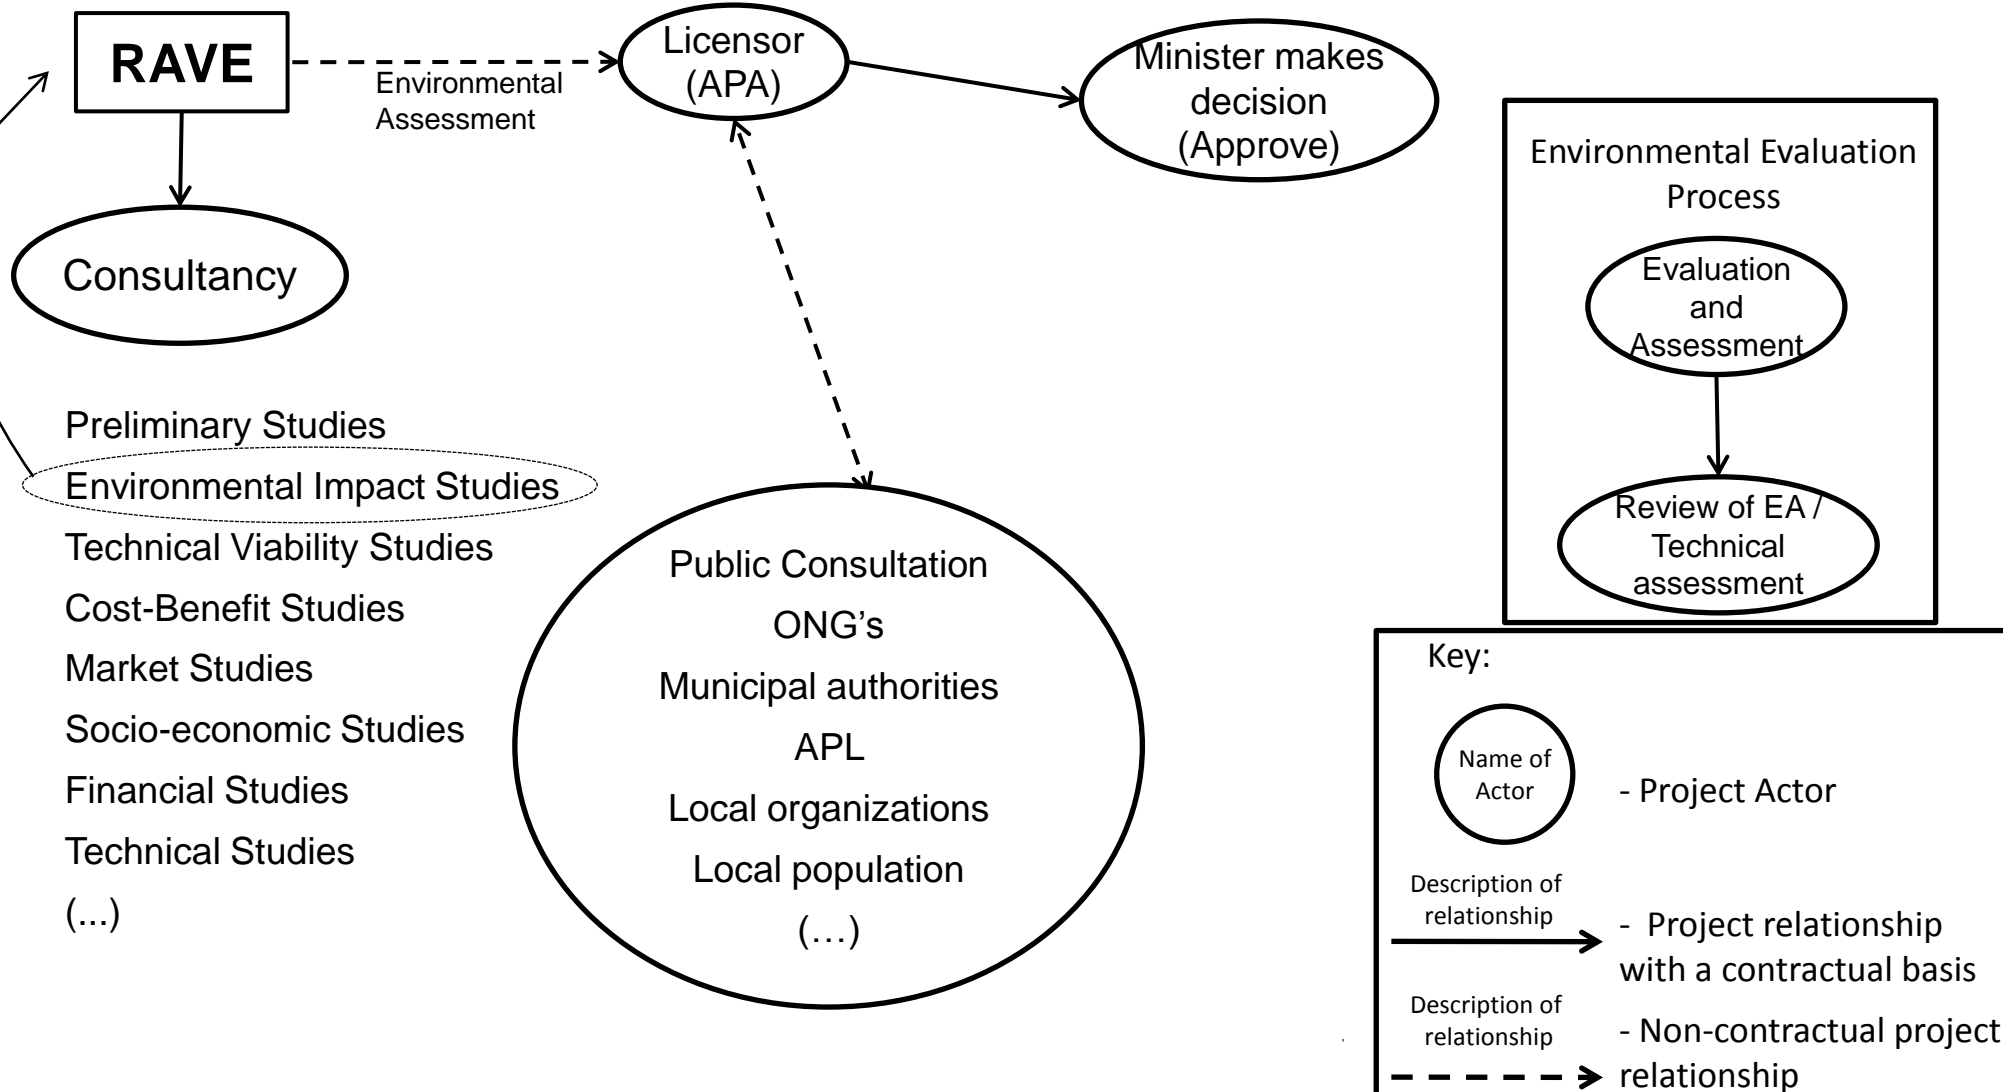 RAVE
Environmental
Assessment
Licensor
(APA)
Minister makes
decision
(Approve)
Consultancy
Preliminary Studies
Environmental Impact Studies
Technical Viability Studies
Cost-Benefit Studies
Market Studies
Socio-economic Studies
Financial Studies
Technical Studies
(...)
Public Consultation
ONG’s
Municipal authorities
APL
Local organizations
Local population
(…)
Environmental Evaluation
Process
Evaluation
and
Assessment
Review of EA /
Technical
assessment
Key:
Name of
Actor
- Project Actor
Description of
relationship
- Project relationship
with a contractual basis
Description of
relationship
- Non-contractual project
relationship